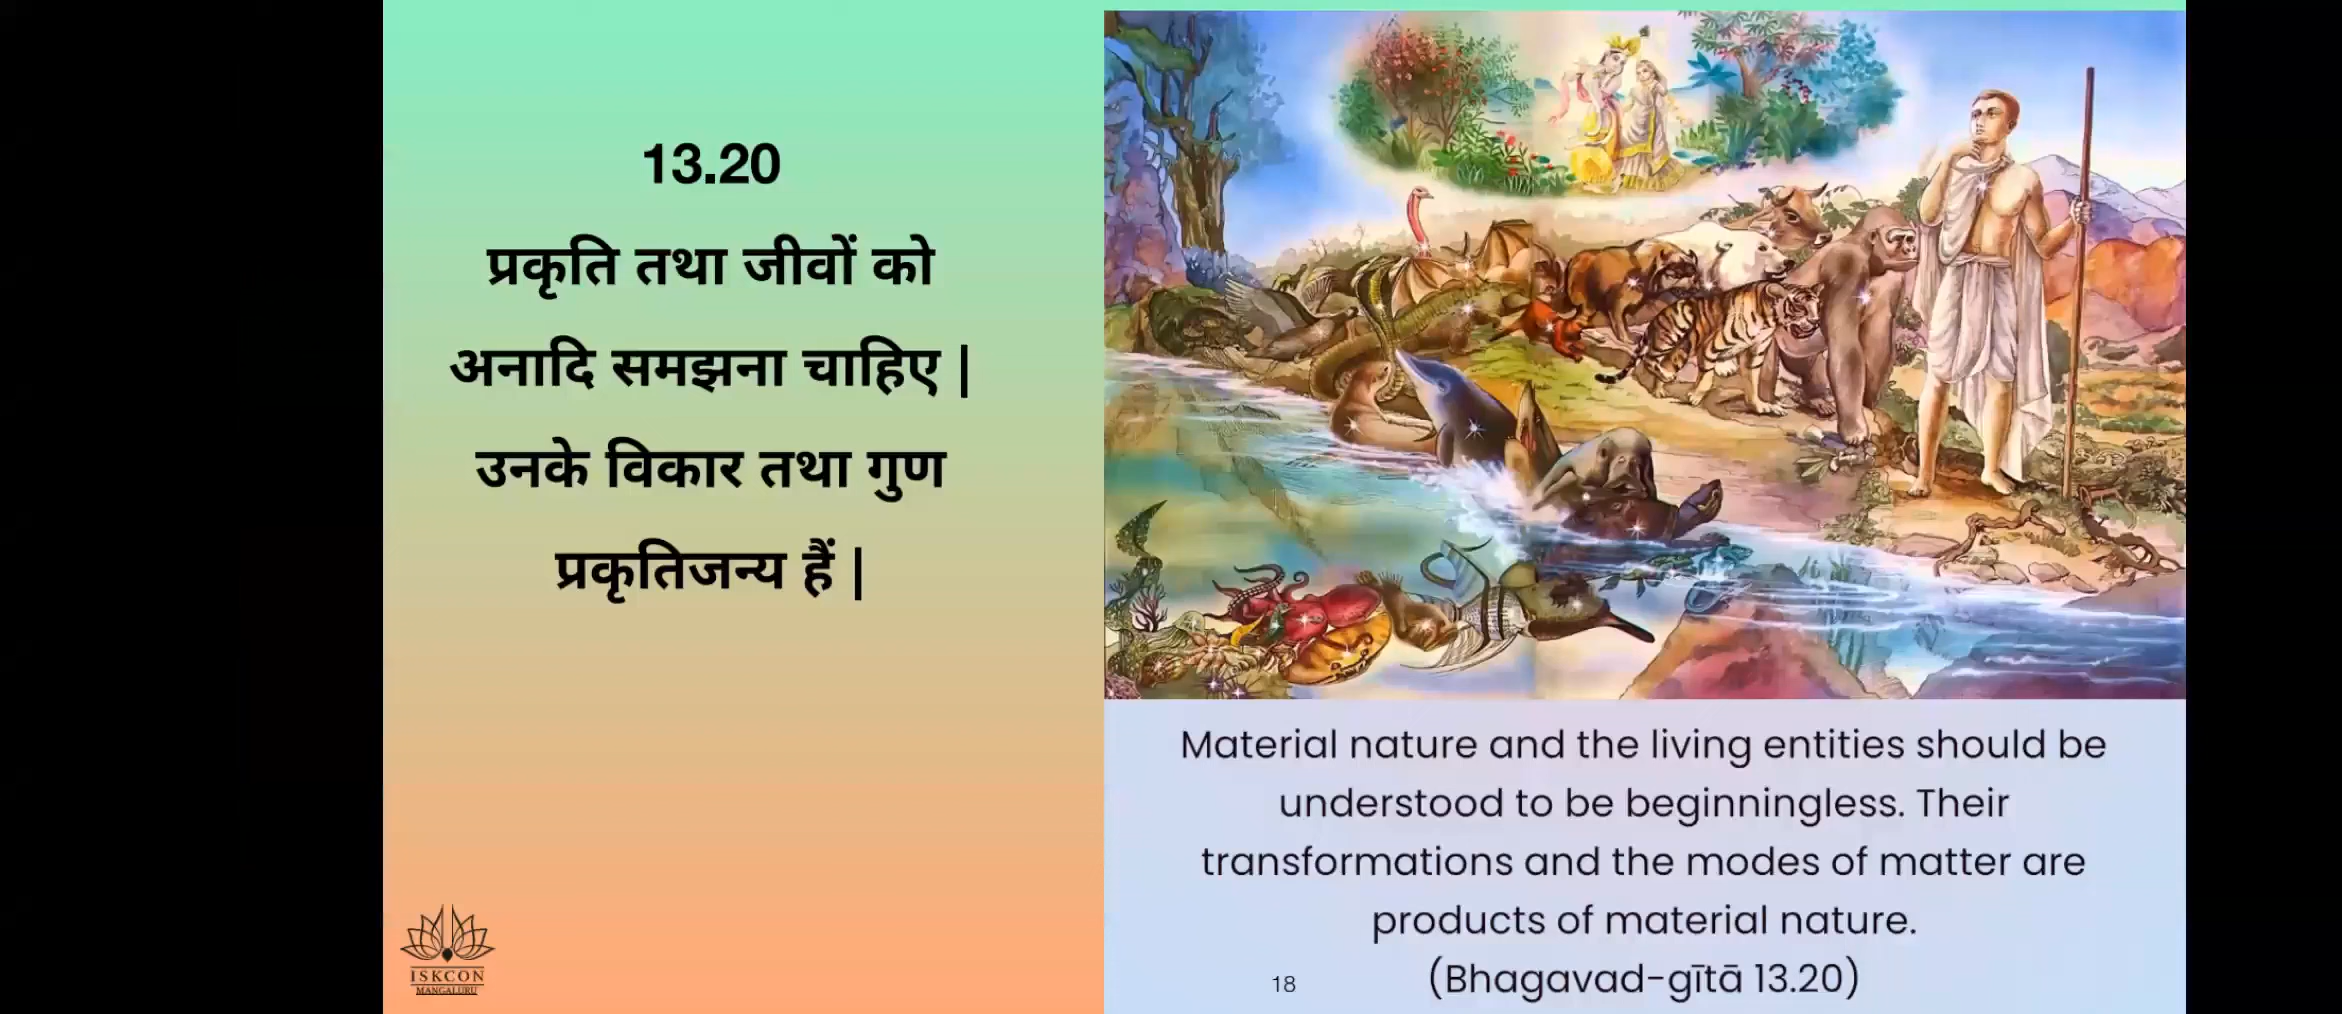 13.20
प्रकृति तथा जीवों को
अनादि समझना चाहिए |
उनके विकार तथा गुण
प्रकृतिजन्य हैं |
ISKCON
MANGALURU
Material nature and the living entities should be
understood to be beginningless. Their
transformations and the modes of matter are
products of material nature.
(Bhagavad-gītā 13.20)
18